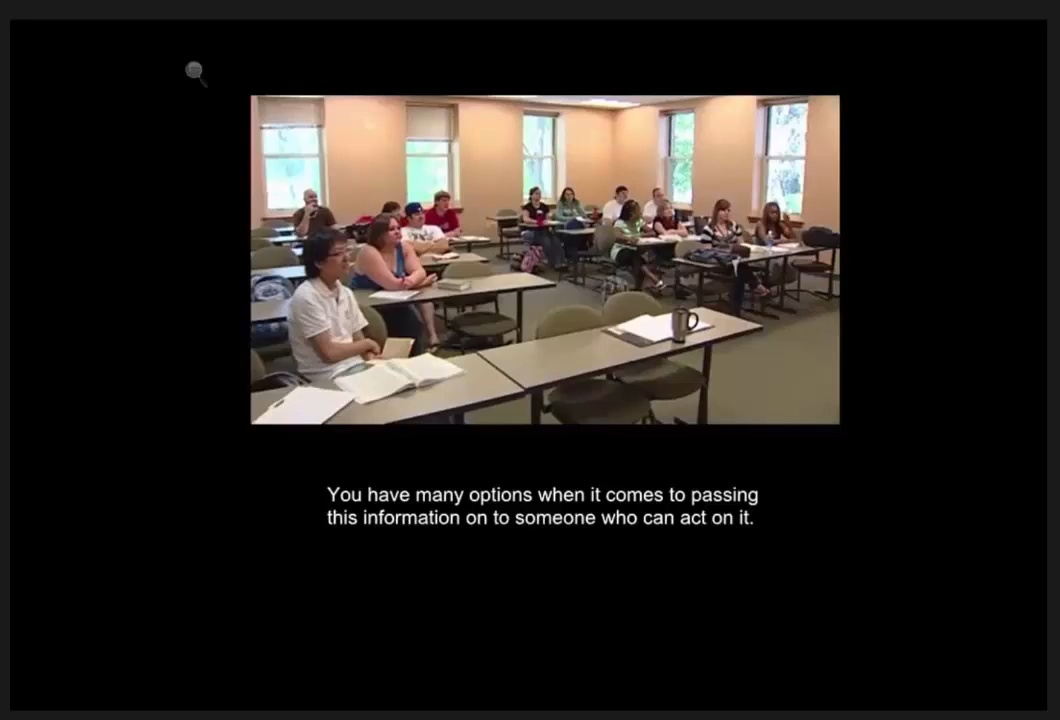 You have many options when it comes to passing
this information on to someone who can act on it.